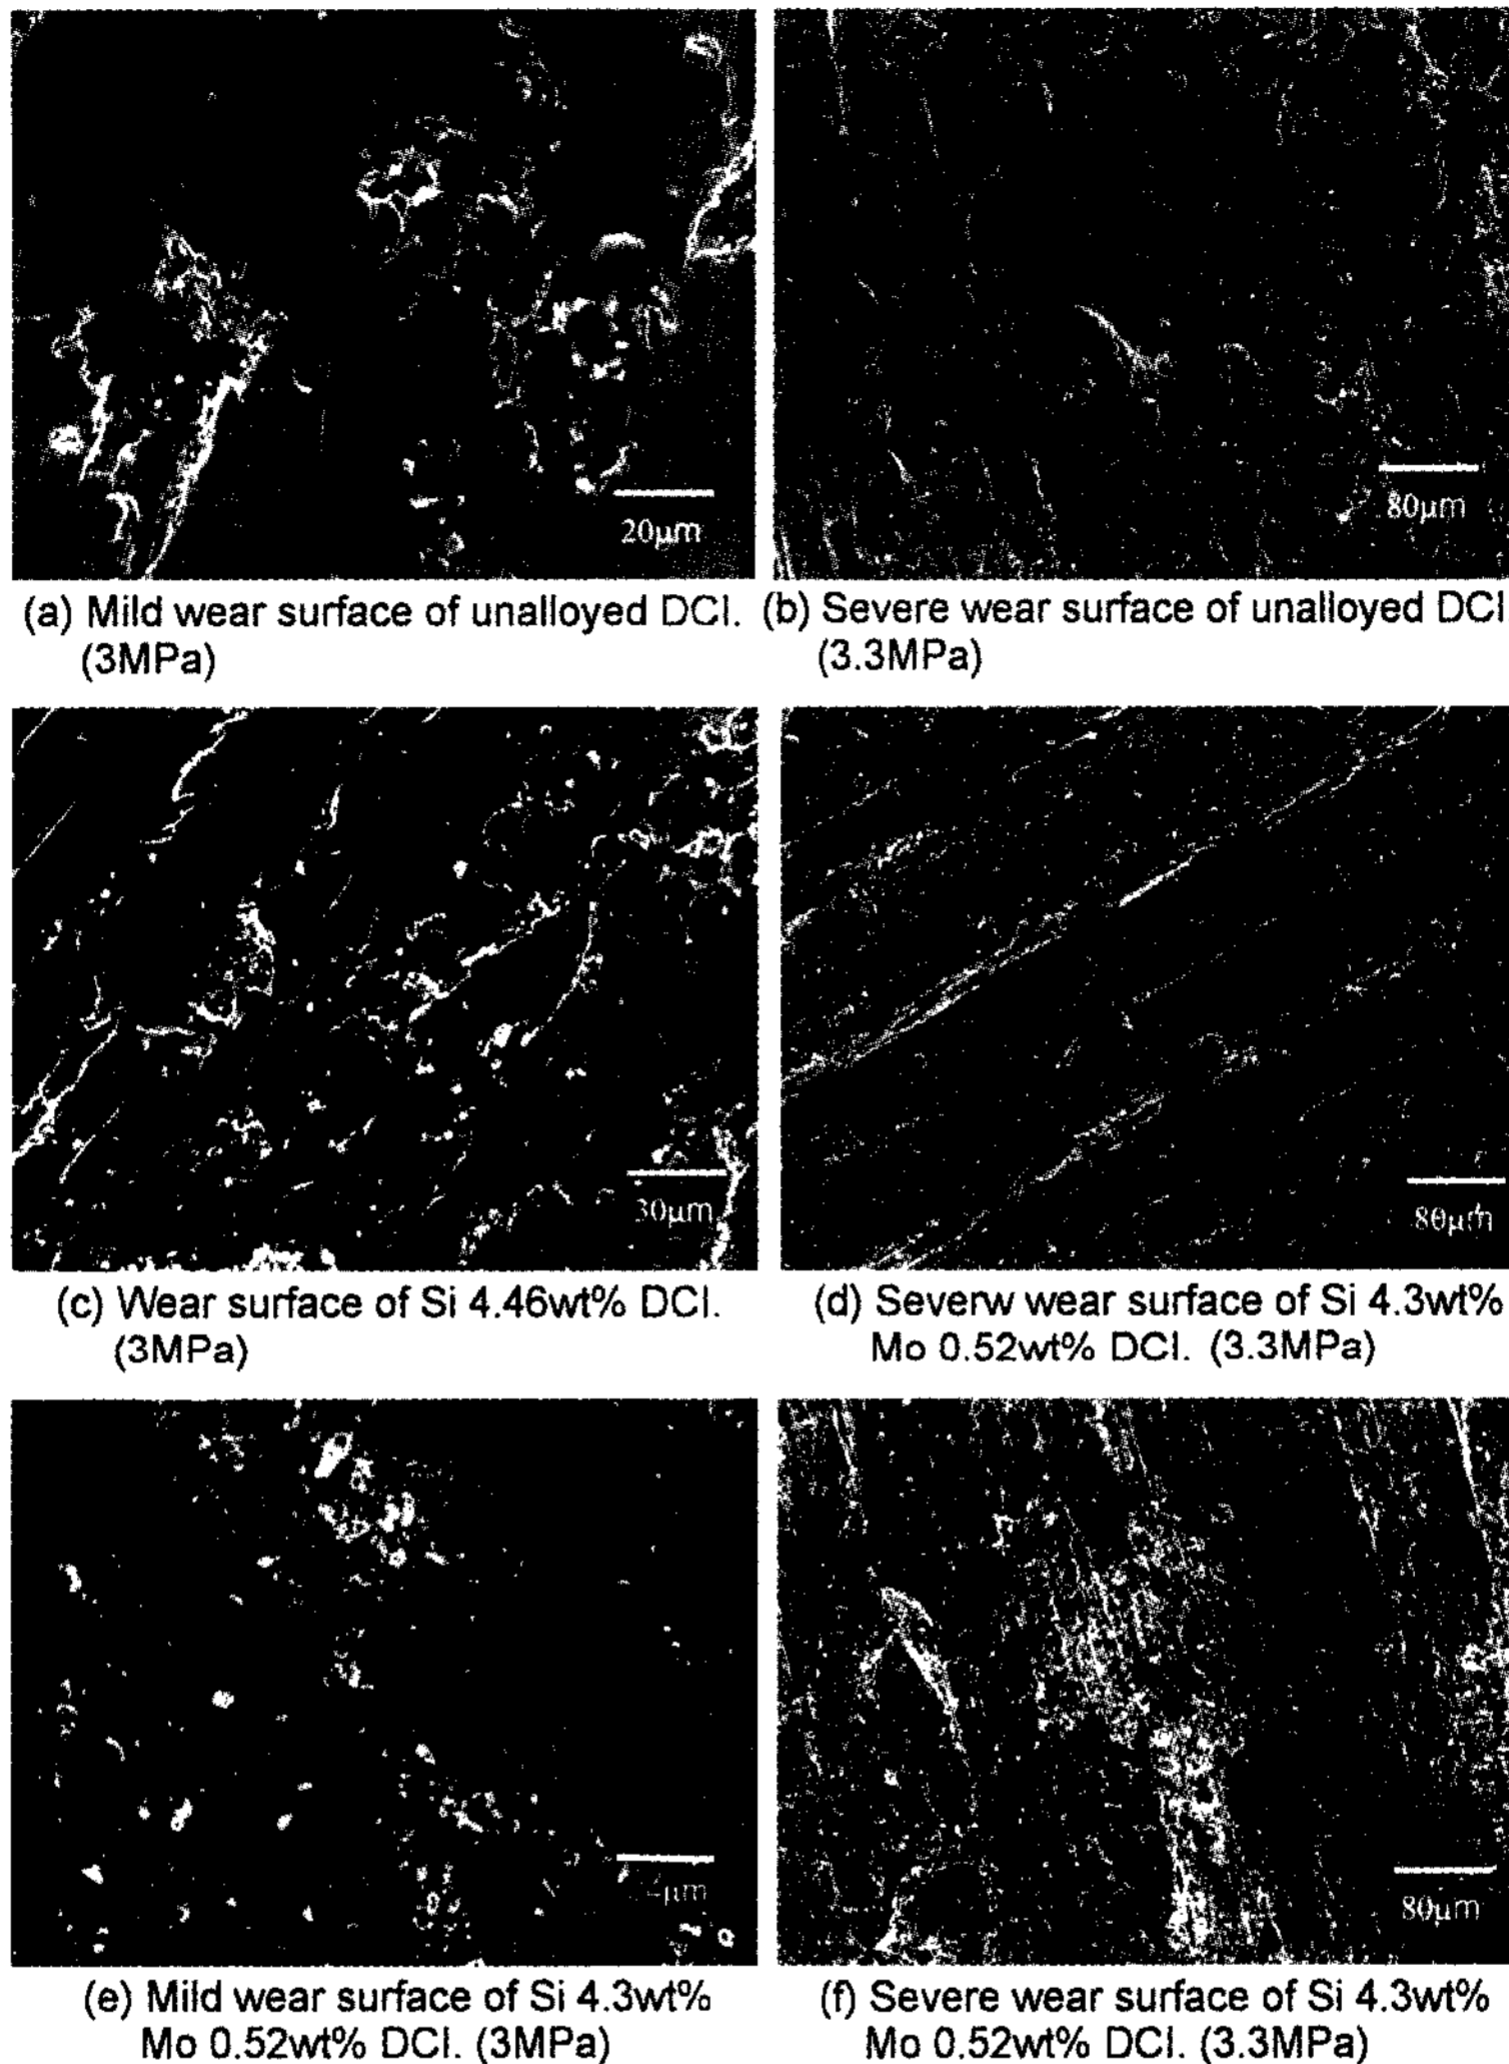 20μm
80μm
(a) Mild wear surface of unalloyed DCI.
(3MPa)
(b) Severe wear surface of unalloyed DCI
(3.3MPa)
30μm
80μm
(c) Wear surface of Si 4.46wt% DCI.
(3MPa)
(d) Severw wear surface of Si 4.3wt%
Mo 0.52wt% DCI. (3.3MPa)
μm
80μm
(e) Mild wear surface of Si 4.3wt%
Mo 0.52wt% DCI. (3MPa)
(f) Severe wear surface of Si 4.3wt%
Mo 0.52wt% DCI. (3.3MPa)